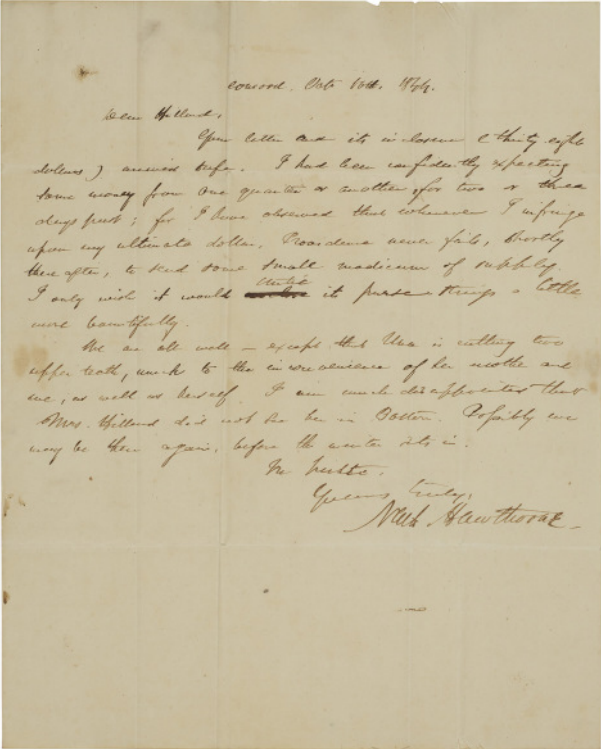 Concord. Oct. 10th. 1844.
Dear Hillard,
Your letter and its inclosure (thirty-eight
dollars) arrived safe. I had been confidently expecting
some money from one quarter or another, for two or three
days past; for I have observed that whenever I infringe
upon my ultimate dollar, Providence never fails, shortly
thereafter, to send some small modicum of supply.
I only wish it would untie its purse-strings a little
more bountifully.
We are all well — except that Una is cutting two
upper teeth, much to the inconvenience of her mother and
me, as well as herself. I am much disappointed that
Mrs. Hillard did not see her in Boston. Possibly we
may be there again, before the winter sets in.
In haste,
Yours truly,
Nath Hawthorne